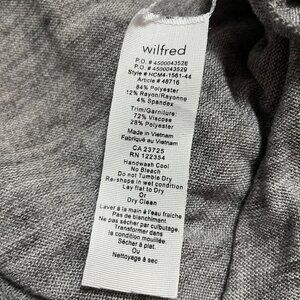 wilfred
P.O. # 4500043528
P.O. # 4500043529
Style # HCM4-1561-44
Article # 48716
84% Polyester
12% Rayon/Rayonne
4% Spandex
Trim/Garniture:
72% Viscose
28% Polyester
Made in Vietnam
Fabriqué au Vietnam
CA 23725
RN 122354
Handwash Cool
No Bleach
Do not Tumble Dry
Re-shape in wet condition
Lay flat to Dry
Or
Dry Clean
Laver à la main à l'eau fraîche
Pas de blanchiment.
Ne pas sécher par culbutage.
Transformer dans
la condition mouillée.
Sécher à plat.
Ou
Nettoyage à sec